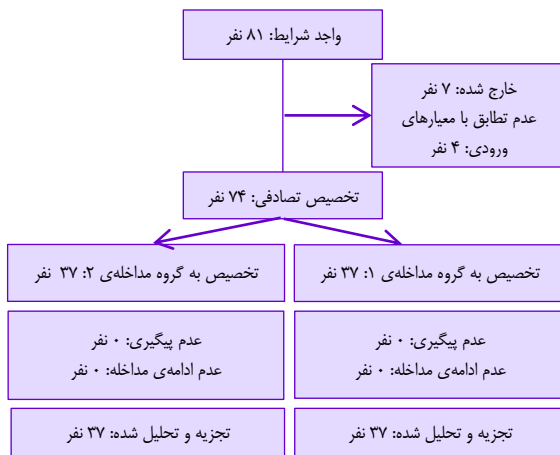 واجد شرایط: ۸۱ نفر
خارج شده: ۷ نفر
عدم تطابق با معیارهای
ورودی: ۴ نفر
تخصیص تصادفی: ۷۴ نفر
تخصیص به گروه مداخله‌ی ۱: ۳۷ نفر
تخصیص به گروه مداخله‌ی ۲: ۳۷ نفر
عدم پیگیری: ۰ نفر
عدم ادامه‌ی مداخله: ۰ نفر
عدم پیگیری: ۰ نفر
عدم ادامه‌ی مداخله: ۰ نفر
تجزیه و تحلیل شده: ۳۷ نفر
تجزیه و تحلیل شده: ۳۷ نفر